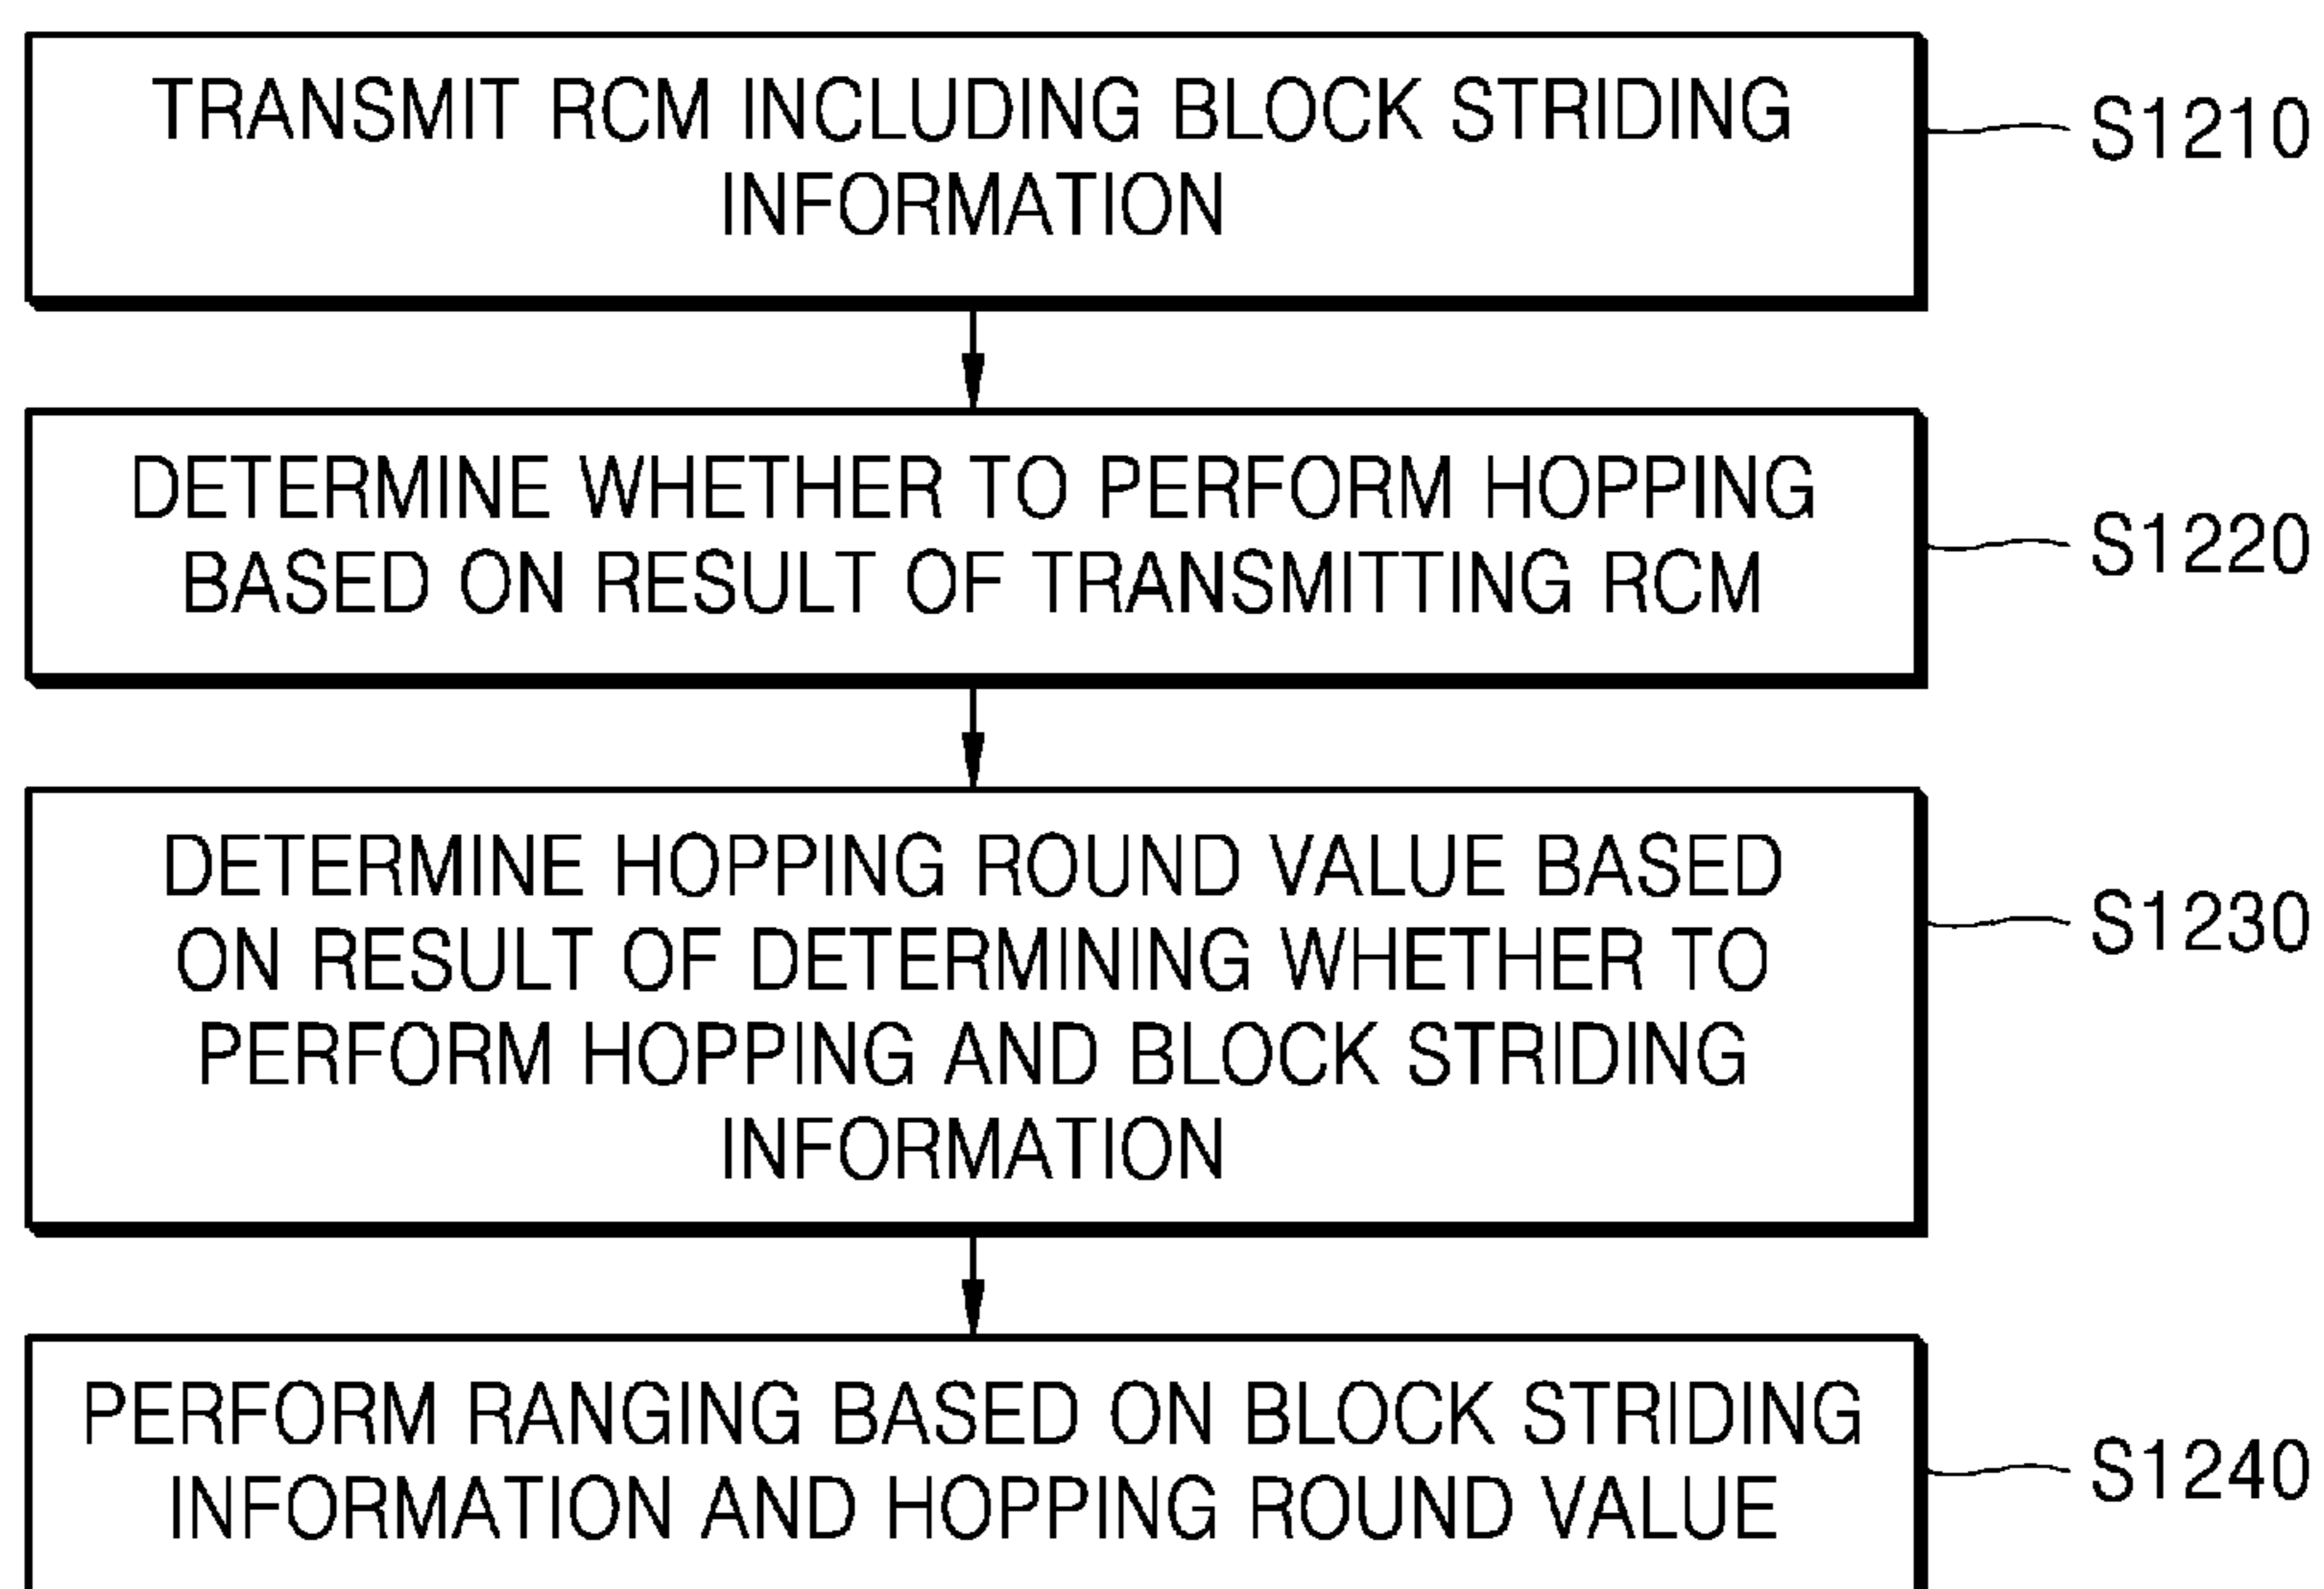 TRANSMIT RCM INCLUDING BLOCK STRIDING
INFORMATION
S1210
DETERMINE WHETHER TO PERFORM HOPPING
BASED ON RESULT OF TRANSMITTING RCM
S1220
DETERMINE HOPPING ROUND VALUE BASED
ON RESULT OF DETERMINING WHETHER TO
PERFORM HOPPING AND BLOCK STRIDING
INFORMATION
S1230
PERFORM RANGING BASED ON BLOCK STRIDING
INFORMATION AND HOPPING ROUND VALUE
S1240